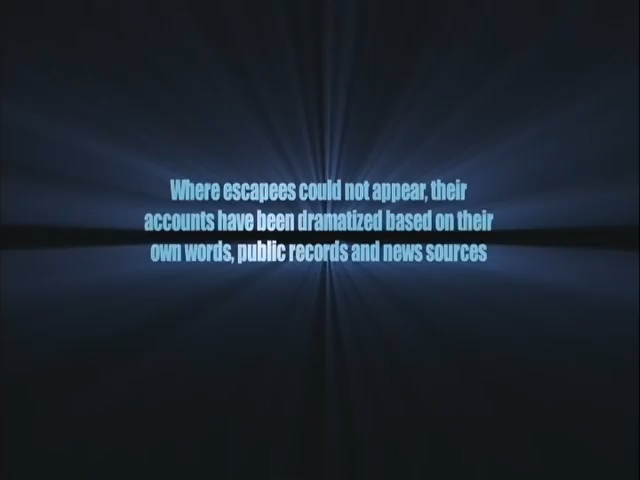 Where escapees could not appear, their
accounts have been dramatized based on their
own words, public records and news sources